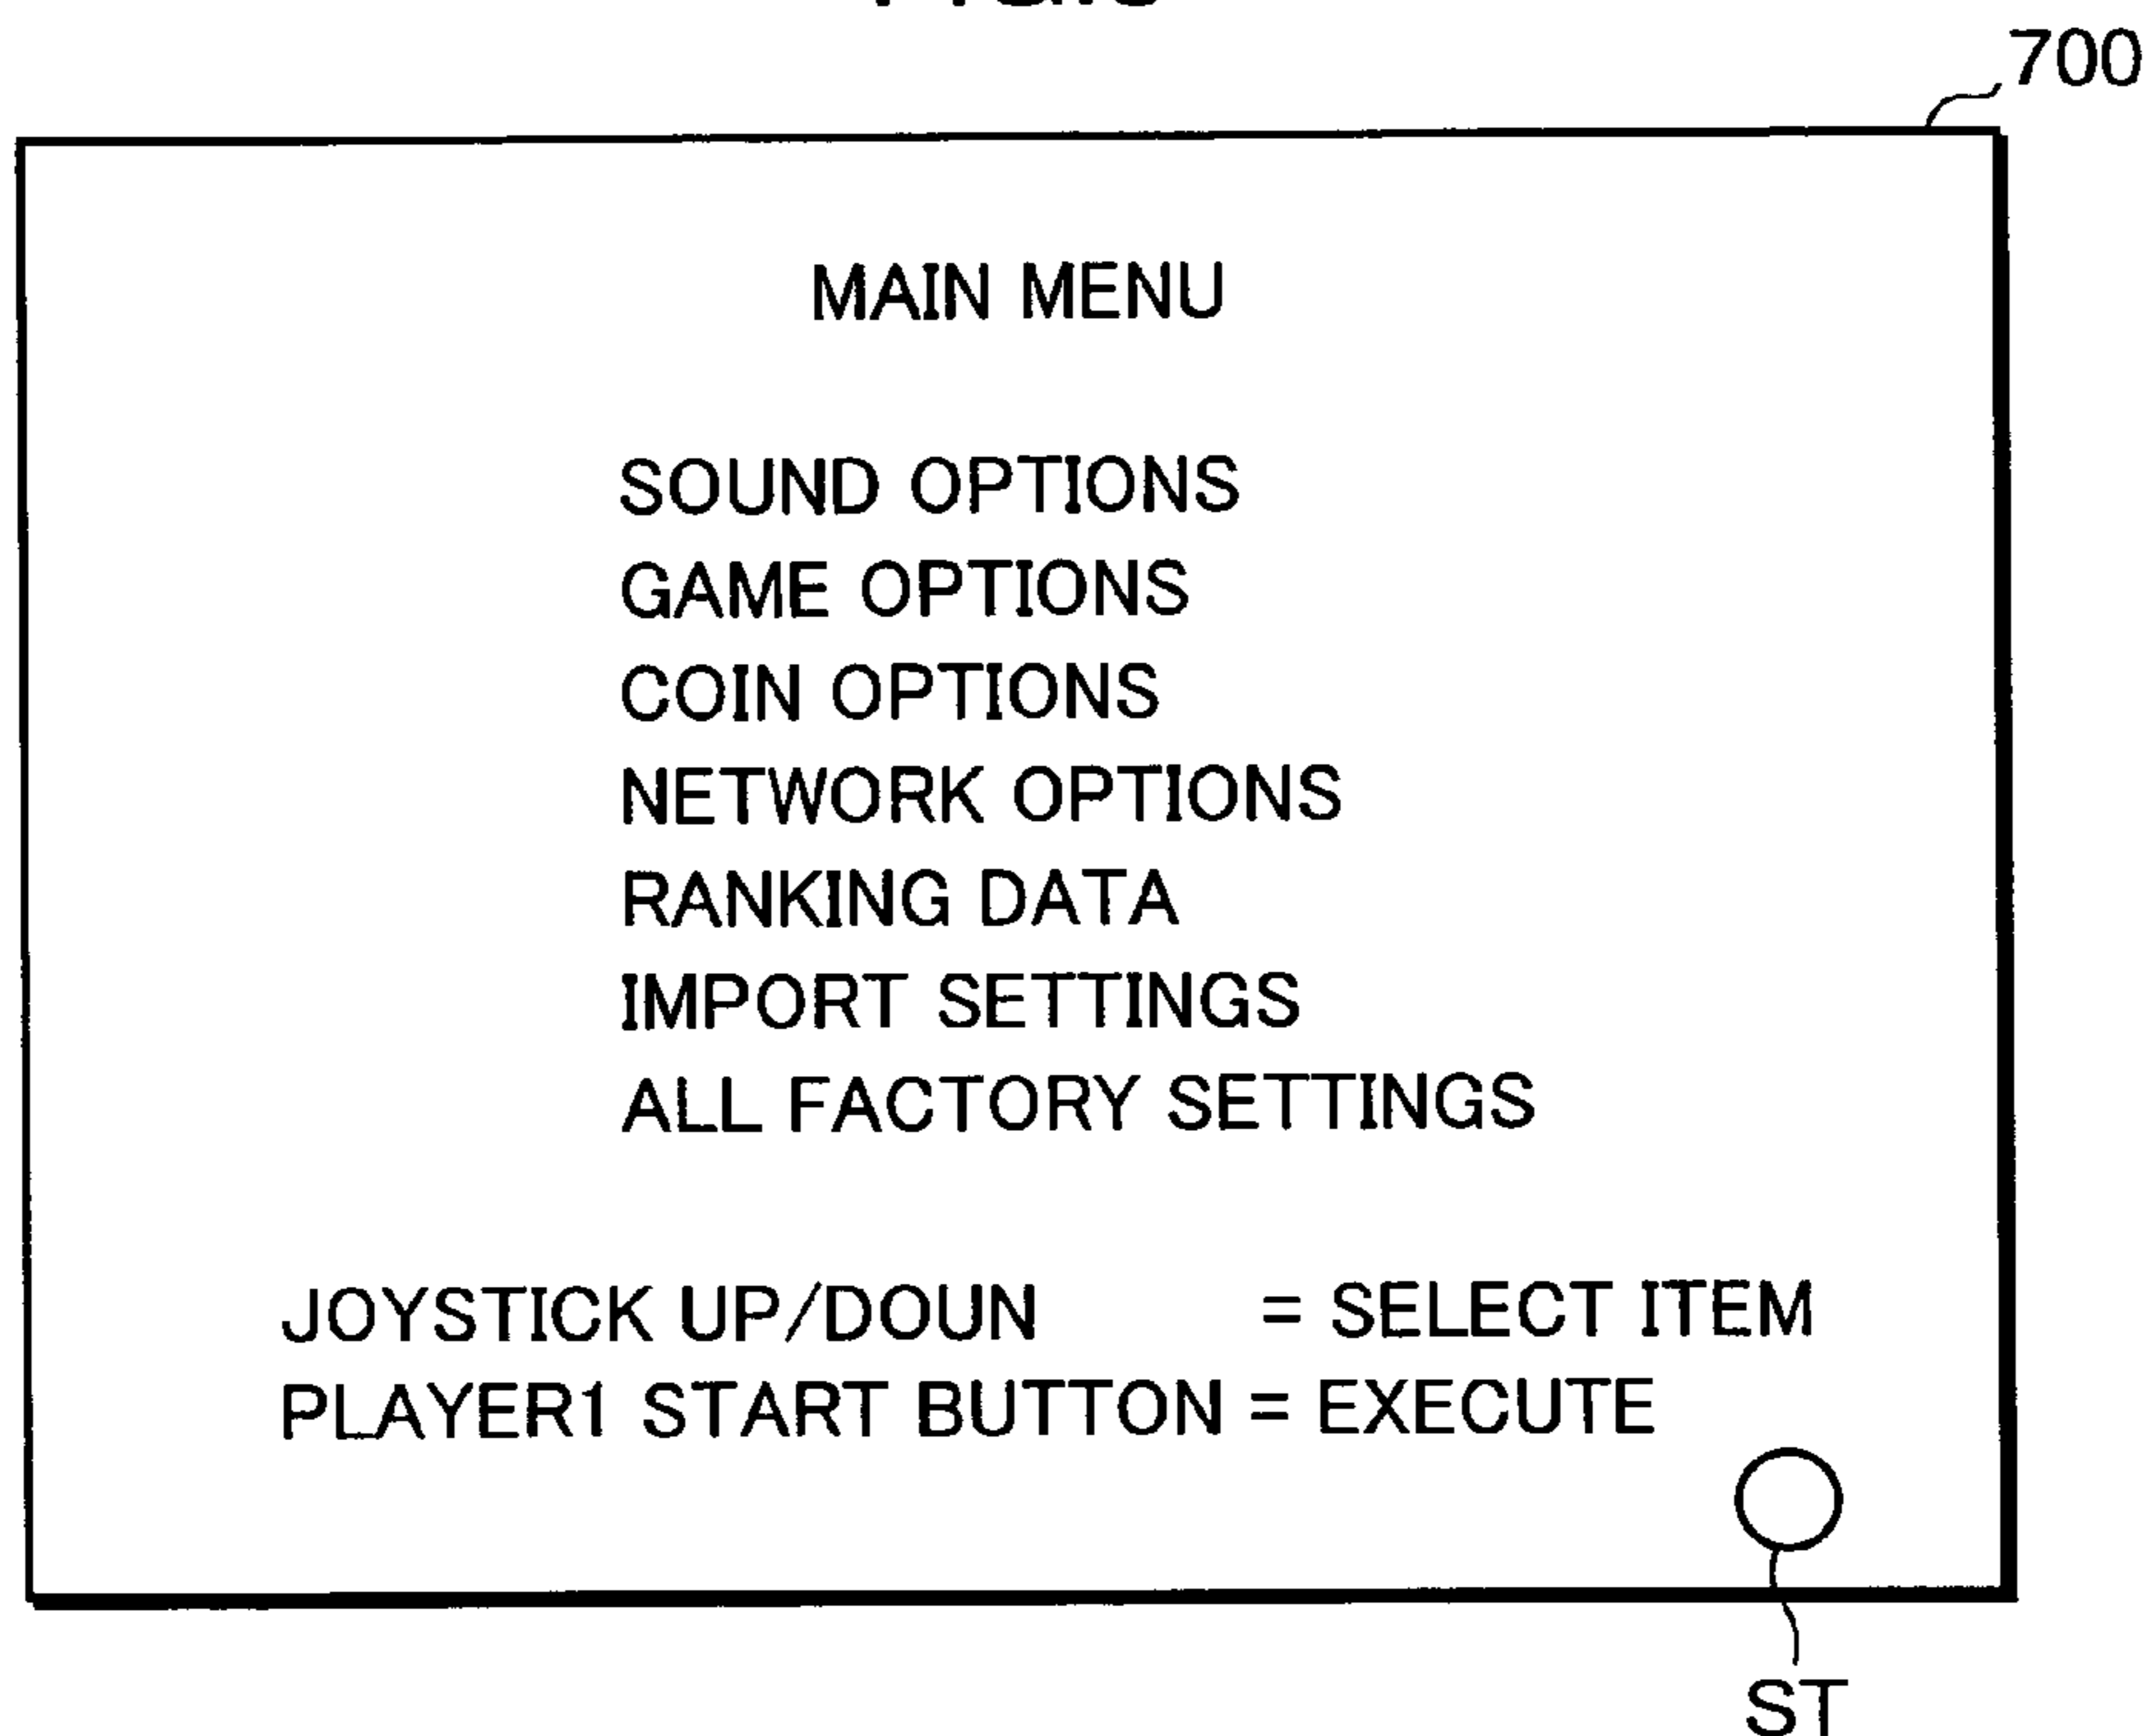 700
MAIN MENU
SOUND OPTIONS
GAME OPTIONS
COIN OPTIONS
NETWORK OPTIONS
RANKING DATA
IMPORT SETTINGS
ALL FACTORY SETTINGS
JOYSTICK UP/DOUN = SELECT ITEM
PLAYER1 START BUTTON = EXECUTE
ST